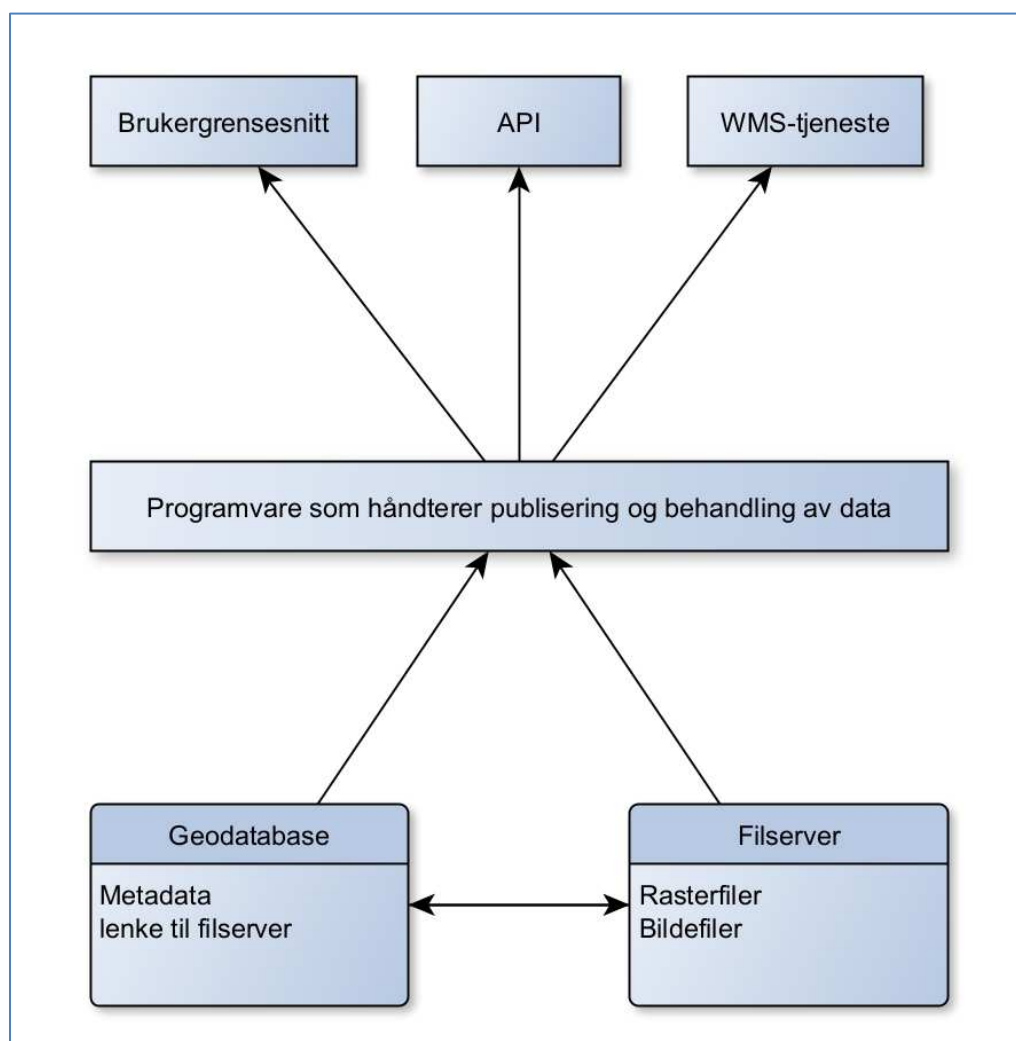 Brukergrensesnitt
API
WMS-tjeneste
Programvare som håndterer publisering og behandling av data
Geodatabase
Metadata
lenke til filserver
Filserver
Rasterfiler
Bildefiler